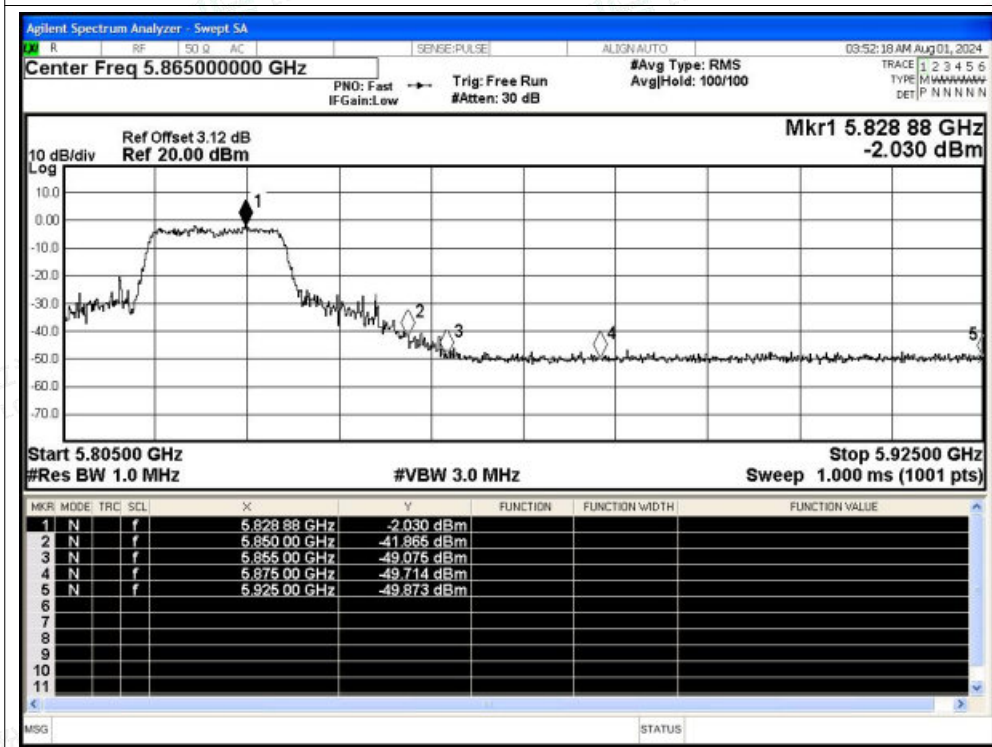 Agilent Spectrum Analyzer - Swept SA
R RF 50 Ω AC SENSE:PULSE ALIGN AUTO 03:52:18 AM Aug 01, 2024
Center Freq 5.865000000 GHz #Avg Type: RMS TRACE 1 2 3 4 5 6
PNO: Fast Trig: Free Run Avg|Hold: 100/100 TYPE M
IFGain:Low #Atten: 30 dB DET P N N N N N
Ref Offset 3.12 dB Mkr1 5.828 88 GHz
10 dB/div Ref 20.00 dBm -2.030 dBm
Log
10.0
1
0.00
-10.0
-20.0
-30.0
2
-40.0
3 4 5
-50.0
-60.0
-70.0
Start 5.80500 GHz Stop 5.92500 GHz
#Res BW 1.0 MHz #VBW 3.0 MHz Sweep 1.000 ms (1001 pts)
MKR MODE TRC SCL X Y FUNCTION FUNCTION WIDTH FUNCTION VALUE
1 N f 5.828 88 GHz -2.030 dBm
2 N f 5.850 00 GHz -41.865 dBm
3 N f 5.855 00 GHz -49.075 dBm
4 N f 5.875 00 GHz -49.714 dBm
5 N f 5.925 00 GHz -49.873 dBm
6
7
8
9
10
11
MSG STATUS